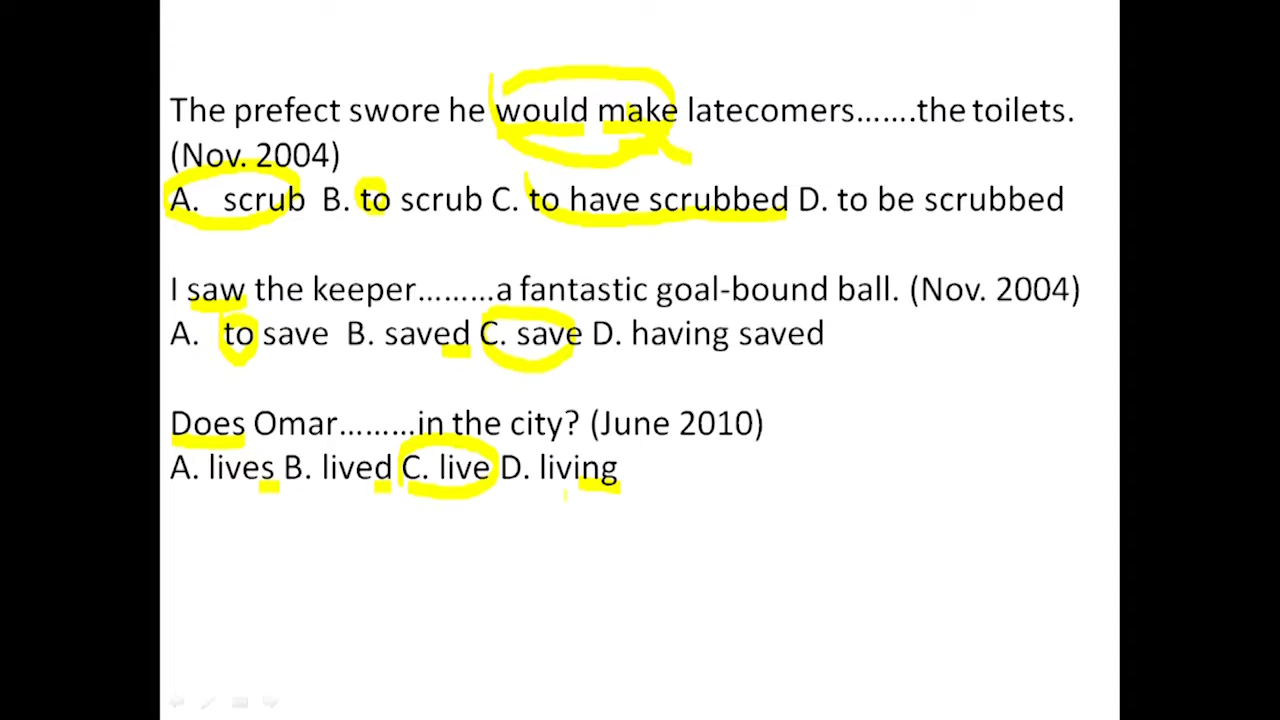 The prefect swore he would make latecomers…….the toilets.
(Nov. 2004)
A. scrub B. to scrub C. to have scrubbed D. to be scrubbed
I saw the keeper………a fantastic goal-bound ball. (Nov. 2004)
A. to save B. saved C. save D. having saved
Does Omar………in the city? (June 2010)
A. lives B. lived C. live D. living